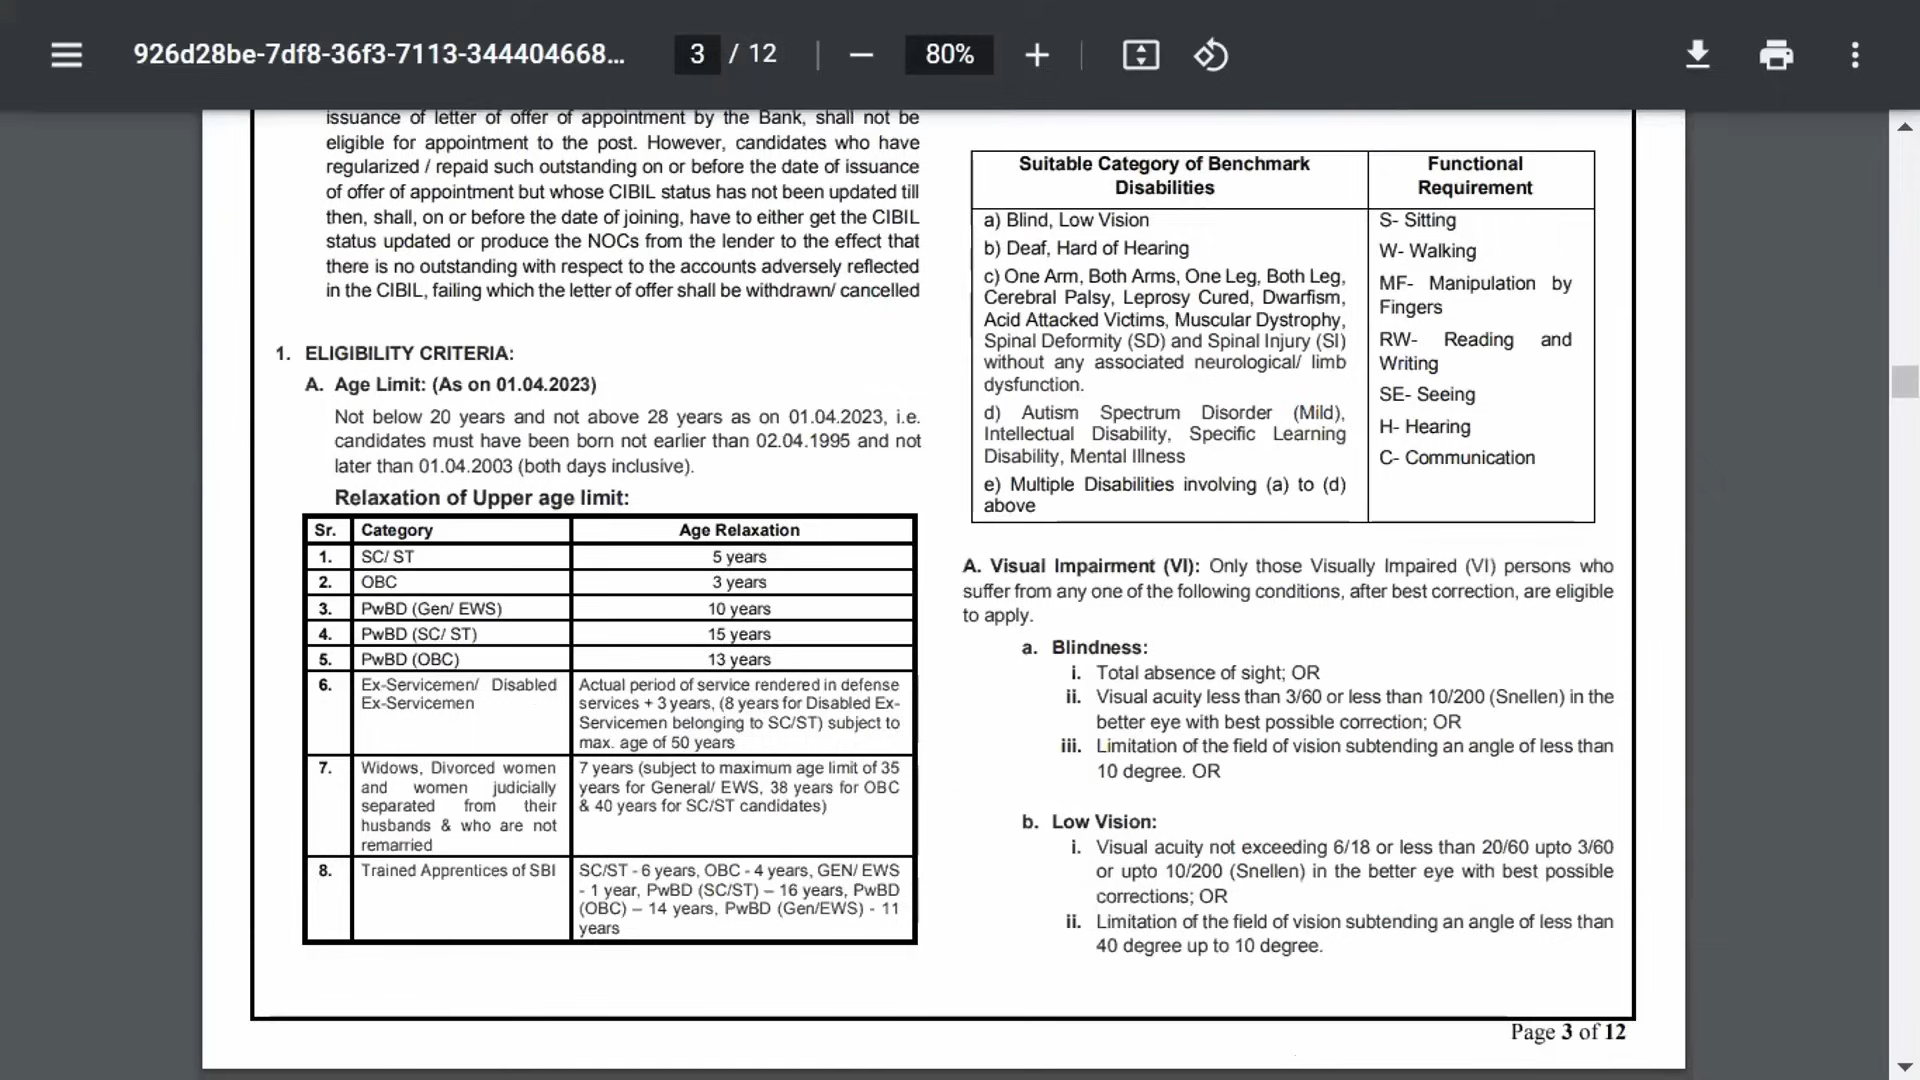 926d28be-7df8-36f3-7113-344404668...
3 / 12
80%
issuance of letter of offer of appointment by the Bank, shall not be
eligible for appointment to the post. However, candidates who have
regularized / repaid such outstanding on or before the date of issuance
of offer of appointment but whose CIBIL status has not been updated till
then, shall, on or before the date of joining, have to either get the CIBIL
status updated or produce the NOCs from the lender to the effect that
there is no outstanding with respect to the accounts adversely reflected
in the CIBIL, failing which the letter of offer shall be withdrawn/ cancelled
1. ELIGIBILITY CRITERIA:
A. Age Limit: (As on 01.04.2023)
Not below 20 years and not above 28 years as on 01.04.2023, i.e.
candidates must have been born not earlier than 02.04.1995 and not
later than 01.04.2003 (both days inclusive).
Relaxation of Upper age limit:
Sr. Category Age Relaxation
1. SC/ ST 5 years
2. OBC 3 years
3. PwBD (Gen/ EWS) 10 years
4. PwBD (SC/ ST) 15 years
5. PwBD (OBC) 13 years
6. Ex-Servicemen/ Disabled
Ex-Servicemen
Actual period of service rendered in defense
services + 3 years, (8 years for Disabled Ex-
Servicemen belonging to SC/ST) subject to
max. age of 50 years
7. Widows, Divorced women
and women judicially
separated from their
husbands & who are not
remarried
7 years (subject to maximum age limit of 35
years for General/ EWS, 38 years for OBC
& 40 years for SC/ST candidates)
8. Trained Apprentices of SBI
SC/ST - 6 years, OBC - 4 years, GEN/ EWS
- 1 year, PwBD (SC/ST) – 16 years, PwBD
(OBC) – 14 years, PwBD (Gen/EWS) - 11
years
Suitable Category of Benchmark
Disabilities
Functional
Requirement
a) Blind, Low Vision
b) Deaf, Hard of Hearing
c) One Arm, Both Arms, One Leg, Both Leg,
Cerebral Palsy, Leprosy Cured, Dwarfism,
Acid Attacked Victims, Muscular Dystrophy,
Spinal Deformity (SD) and Spinal Injury (SI)
without any associated neurological/ limb
dysfunction.
d) Autism Spectrum Disorder (Mild),
Intellectual Disability, Specific Learning
Disability, Mental Illness
e) Multiple Disabilities involving (a) to (d)
above
S- Sitting
W- Walking
MF- Manipulation by
Fingers
RW- Reading and
Writing
SE- Seeing
H- Hearing
C- Communication
A. Visual Impairment (VI): Only those Visually Impaired (VI) persons who
suffer from any one of the following conditions, after best correction, are eligible
to apply.
a. Blindness:
i. Total absence of sight; OR
ii. Visual acuity less than 3/60 or less than 10/200 (Snellen) in the
better eye with best possible correction; OR
iii. Limitation of the field of vision subtending an angle of less than
10 degree. OR
b. Low Vision:
i. Visual acuity not exceeding 6/18 or less than 20/60 upto 3/60
or upto 10/200 (Snellen) in the better eye with best possible
corrections; OR
ii. Limitation of the field of vision subtending an angle of less than
40 degree up to 10 degree.
Page 3 of 12